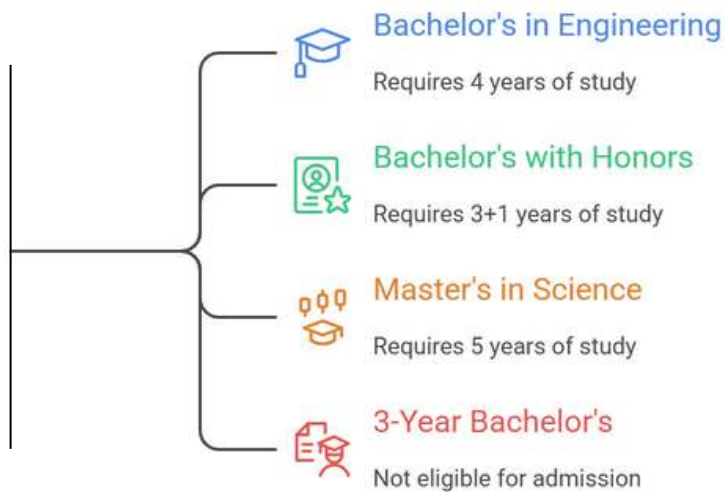 Bachelor's in Engineering
Requires 4 years of study
Bachelor's with Honors
Requires 3+1 years of study
Master's in Science
Requires 5 years of study
3-Year Bachelor's
Not eligible for admission